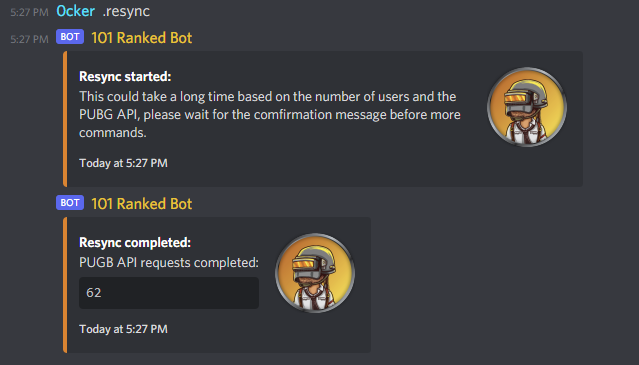 5:27 PM 0cker .resync
5:27 PM BOT 101 Ranked Bot
Resync started:
This could take a long time based on the number of users and the
PUBG API, please wait for the comfirmation message before more
commands.
Today at 5:27 PM
BOT 101 Ranked Bot
Resync completed:
PUGB API requests completed:
62
Today at 5:27 PM